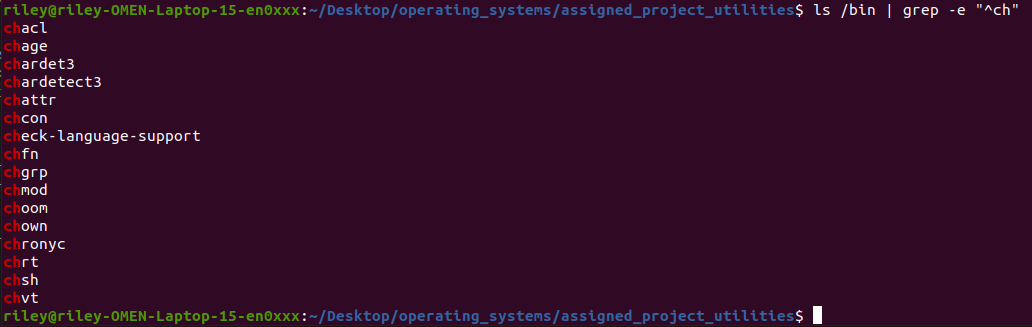 riley@riley-OMEN-Laptop-15-en0xxx:~/Desktop/operating_systems/assigned_project_utilities$ ls /bin | grep -e "^ch"
chacl
chage
chardet3
chardetect3
chattr
chcon
check-language-support
chfn
chgrp
chmod
choom
chown
chronyc
chrt
chsh
chvt
riley@riley-OMEN-Laptop-15-en0xxx:~/Desktop/operating_systems/assigned_project_utilities$